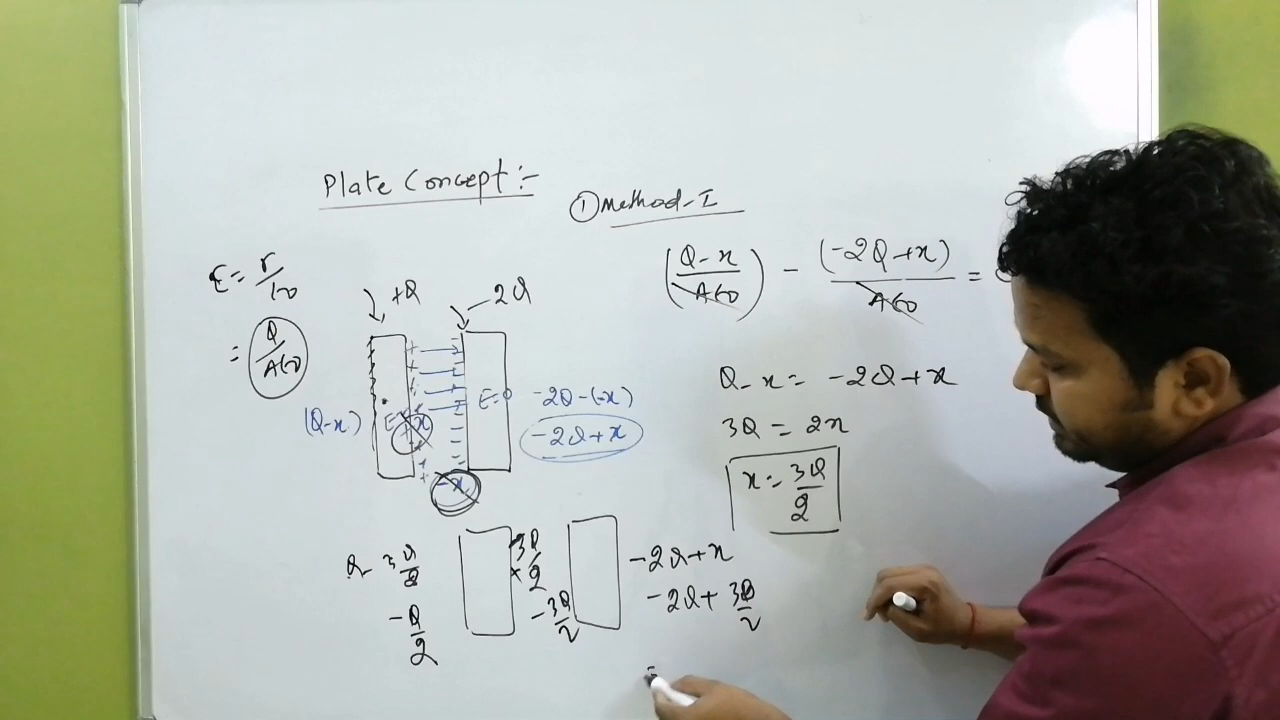 Plate Concept :-
① Method-I
E = σ/ε0
= Q/Aε0
+Q
-2Q
(Q-x)
E=
+x
E=0
-x
-2Q-(-x)
-2Q+x
(Q-x/Aε0) - (-2Q+x)/Aε0 =
Q-x = -2Q+x
3Q = 2x
x = 3Q/2
Q - 3Q/2
-Q/2
3Q/2
-3Q/2
-2Q+x
-2Q+ 3Q/2